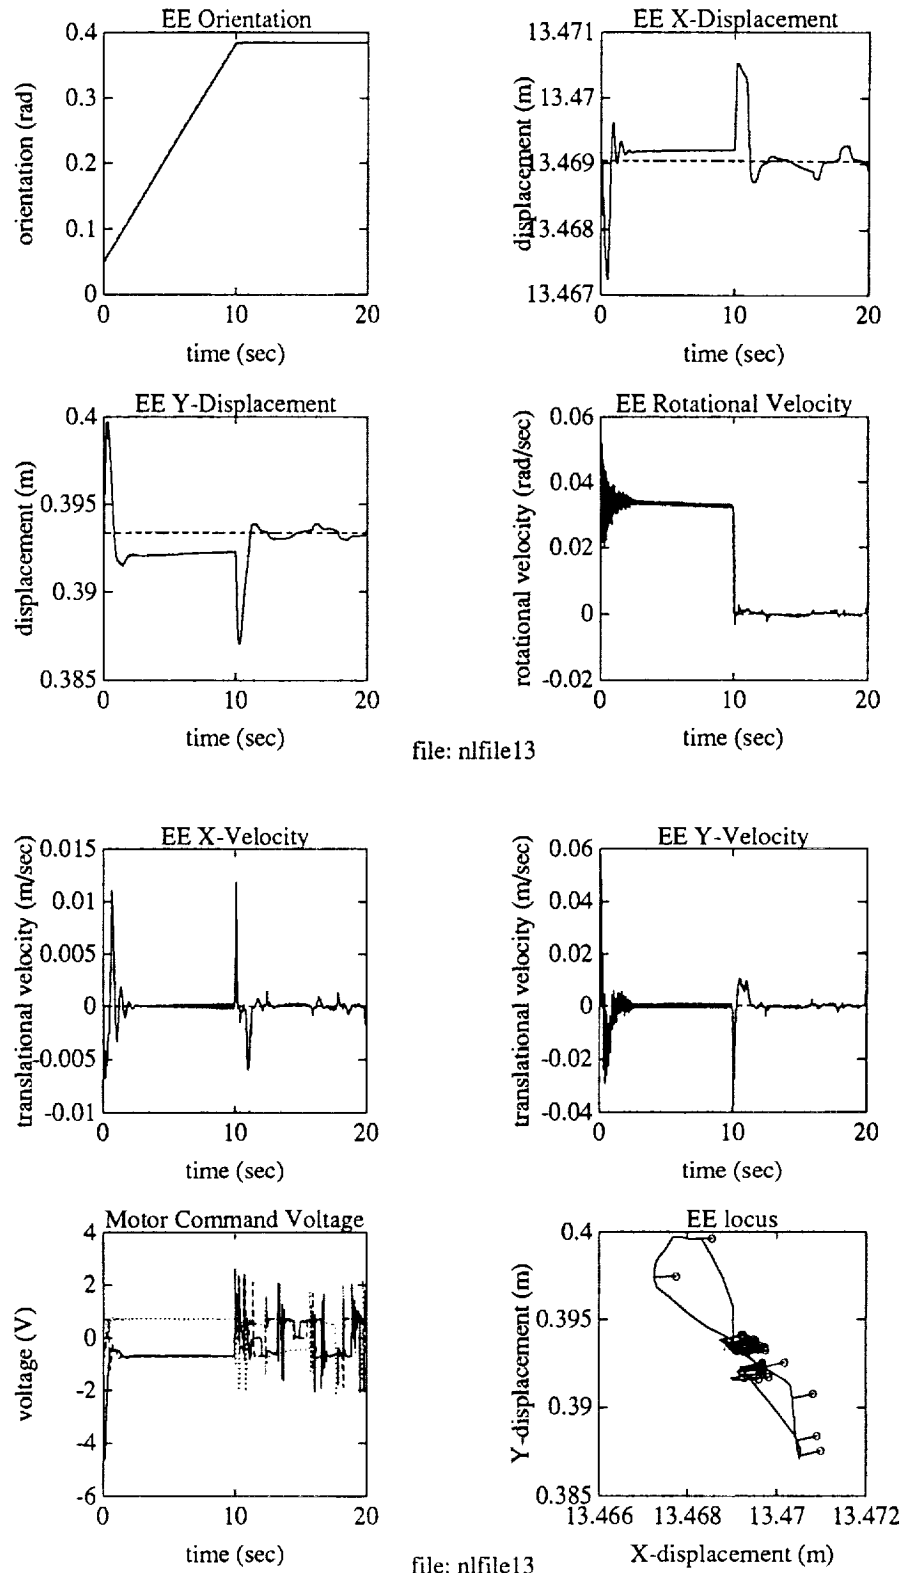 EE Orientation
orientation (rad)
0.4
0.3
0.2
0.1
0
0 10 20
time (sec)
EE X-Displacement
displacement (m)
13.471
13.47
13.469
13.468
13.467
0 10 20
time (sec)
EE Y-Displacement
displacement (m)
0.4
0.395
0.39
0.385
0 10 20
time (sec)
EE Rotational Velocity
rotational velocity (rad/sec)
0.06
0.04
0.02
0
-0.02
0 10 20
time (sec)
file: nlfile13
EE X-Velocity
translational velocity (m/sec)
0.015
0.01
0.005
0
-0.005
-0.01
0 10 20
time (sec)
EE Y-Velocity
translational velocity (m/sec)
0.06
0.04
0.02
0
-0.02
-0.04
0 10 20
time (sec)
Motor Command Voltage
voltage (V)
4
2
0
-2
-4
-6
0 10 20
time (sec)
EE locus
Y-displacement (m)
0.4
0.395
0.39
0.385
13.466 13.468 13.47 13.472
X-displacement (m)
file: nlfile13